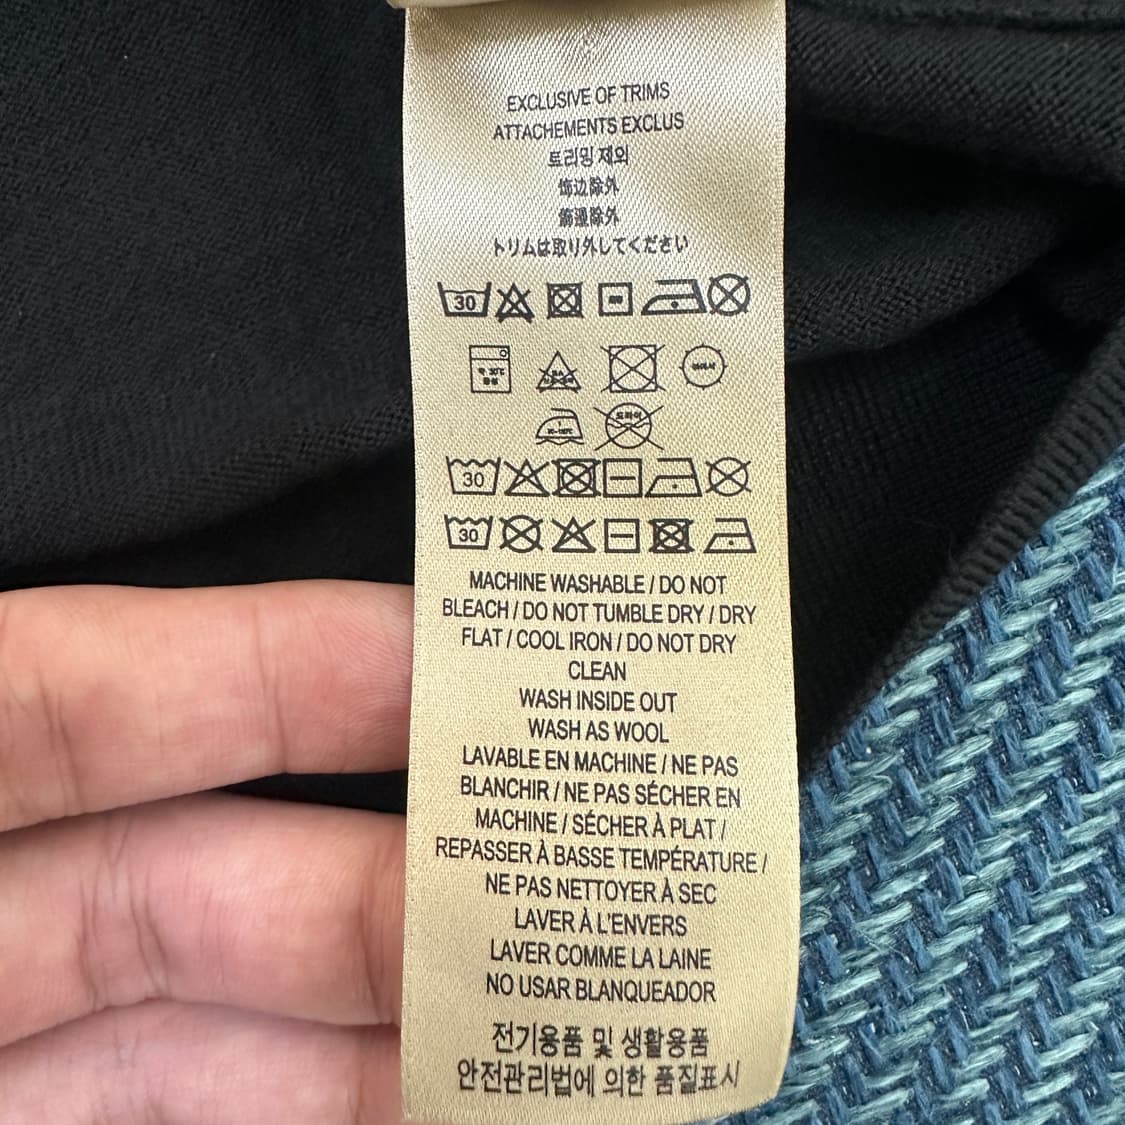 EXCLUSIVE OF TRIMS
ATTACHEMENTS EXCLUS
트리밍 제외
饰边除外
飾邊除外
トリムは取り外してください
30
30
30
MACHINE WASHABLE / DO NOT
BLEACH / DO NOT TUMBLE DRY / DRY
FLAT / COOL IRON / DO NOT DRY
CLEAN
WASH INSIDE OUT
WASH AS WOOL
LAVABLE EN MACHINE / NE PAS
BLANCHIR / NE PAS SÉCHER EN
MACHINE / SÉCHER À PLAT /
REPASSER À BASSE TEMPÉRATURE /
NE PAS NETTOYER À SEC
LAVER À L'ENVERS
LAVER COMME LA LAINE
NO USAR BLANQUEADOR
전기용품 및 생활용품
안전관리법에 의한 품질표시